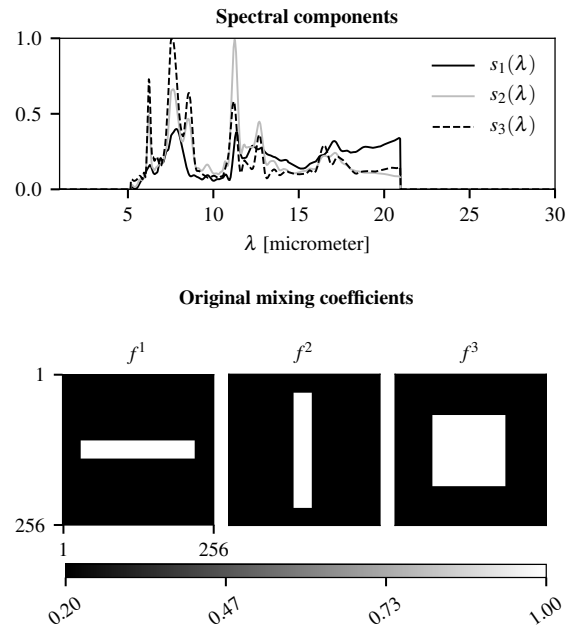 Spectral components
1.0
0.5
0.0
s₁(λ)
s₂(λ)
s₃(λ)
5 10 15 20 25 30
λ [micrometer]
Original mixing coefficients
f¹ f² f³
1
256
1 256
0.20 0.47 0.73 1.00